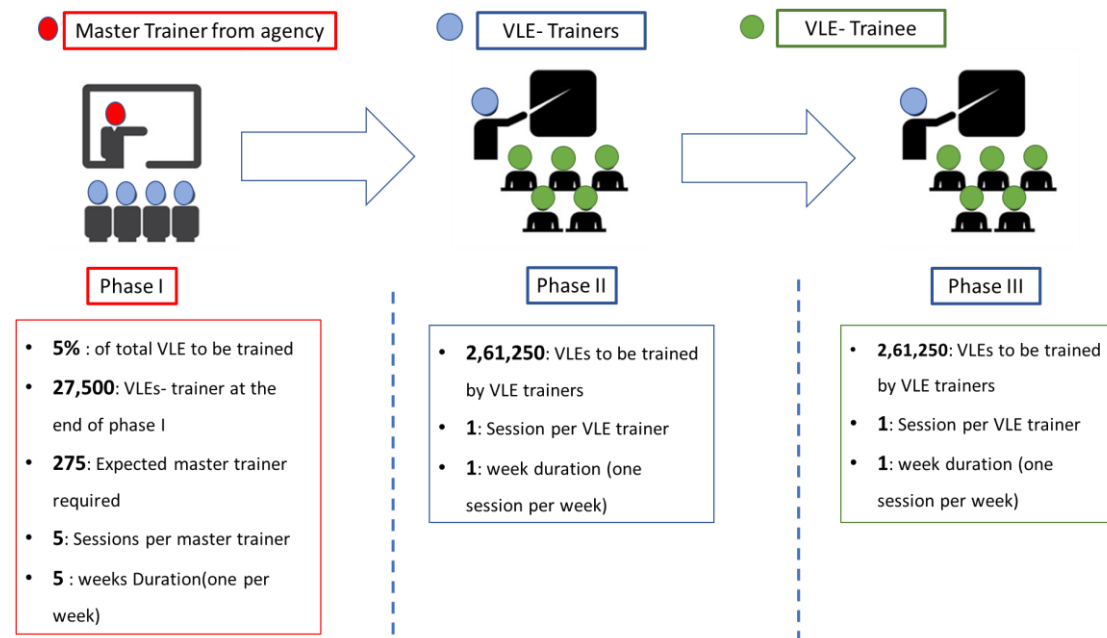 Master Trainer from agency
VLE- Trainers
VLE- Trainee
Phase I
• 5% : of total VLE to be trained
• 27,500: VLEs- trainer at the
end of phase I
• 275: Expected master trainer
required
• 5: Sessions per master trainer
• 5 : weeks Duration(one per
week)
Phase II
• 2,61,250: VLEs to be trained
by VLE trainers
• 1: Session per VLE trainer
• 1: week duration (one
session per week)
Phase III
• 2,61,250: VLEs to be trained
by VLE trainers
• 1: Session per VLE trainer
• 1: week duration (one
session per week)